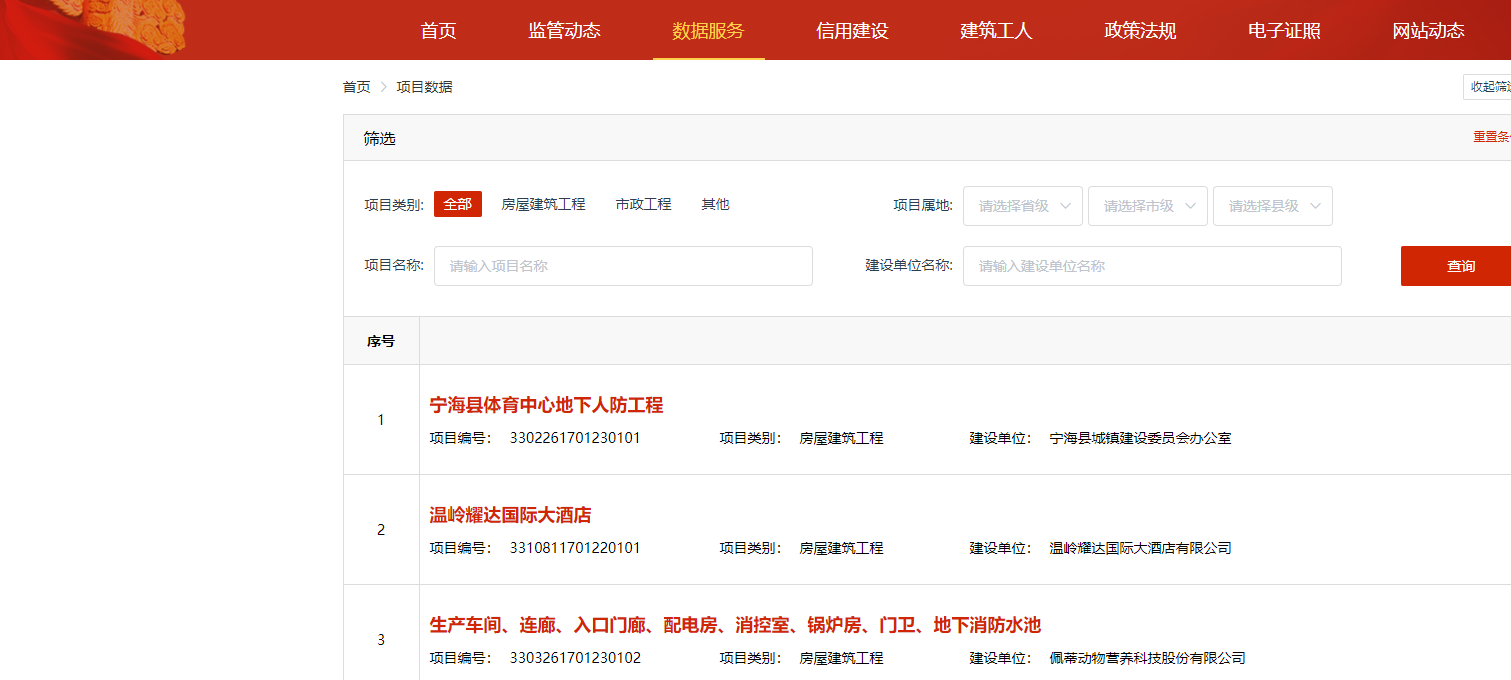 首页 监管动态 数据服务 信用建设 建筑工人 政策法规 电子证照 网站动态
首页 > 项目数据 收起筛
筛选 重置条
项目类别: 全部 房屋建筑工程 市政工程 其他 项目属地: 请选择省级 请选择市级 请选择县级
项目名称: 请输入项目名称 建设单位名称: 请输入建设单位名称 查询
序号
宁海县体育中心地下人防工程
1
项目编号: 3302261701230101 项目类别: 房屋建筑工程 建设单位: 宁海县城镇建设委员会办公室
温岭耀达国际大酒店
2
项目编号: 3310811701220101 项目类别: 房屋建筑工程 建设单位: 温岭耀达国际大酒店有限公司
生产车间、连廊、入口门廊、配电房、消控室、锅炉房、门卫、地下消防水池
3
项目编号: 3303261701230102 项目类别: 房屋建筑工程 建设单位: 佩蒂动物营养科技股份有限公司